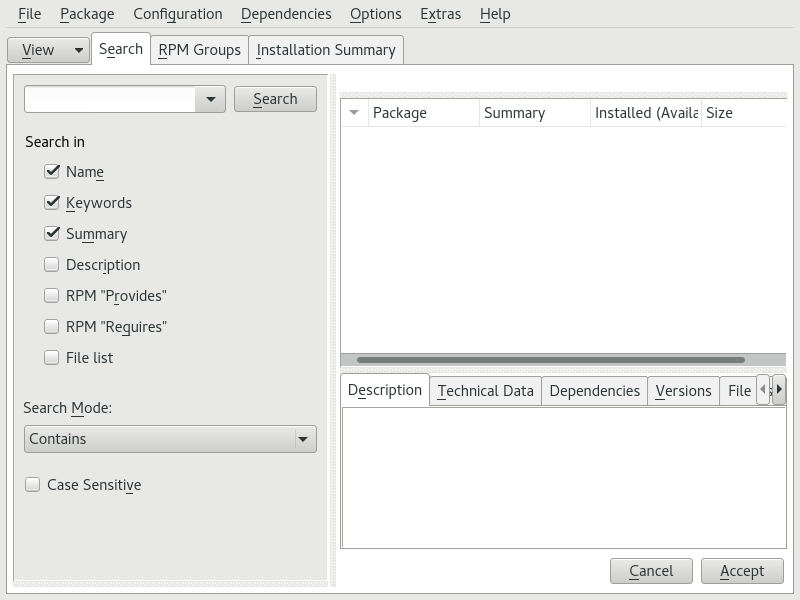 File Package Configuration Dependencies Options Extras Help
View Search RPM Groups Installation Summary
Search
Package Summary Installed (Availa Size
Search in
Name
Keywords
Summary
Description
RPM "Provides"
RPM "Requires"
File list
Search Mode:
Contains
Case Sensitive
Description Technical Data Dependencies Versions File
Cancel Accept